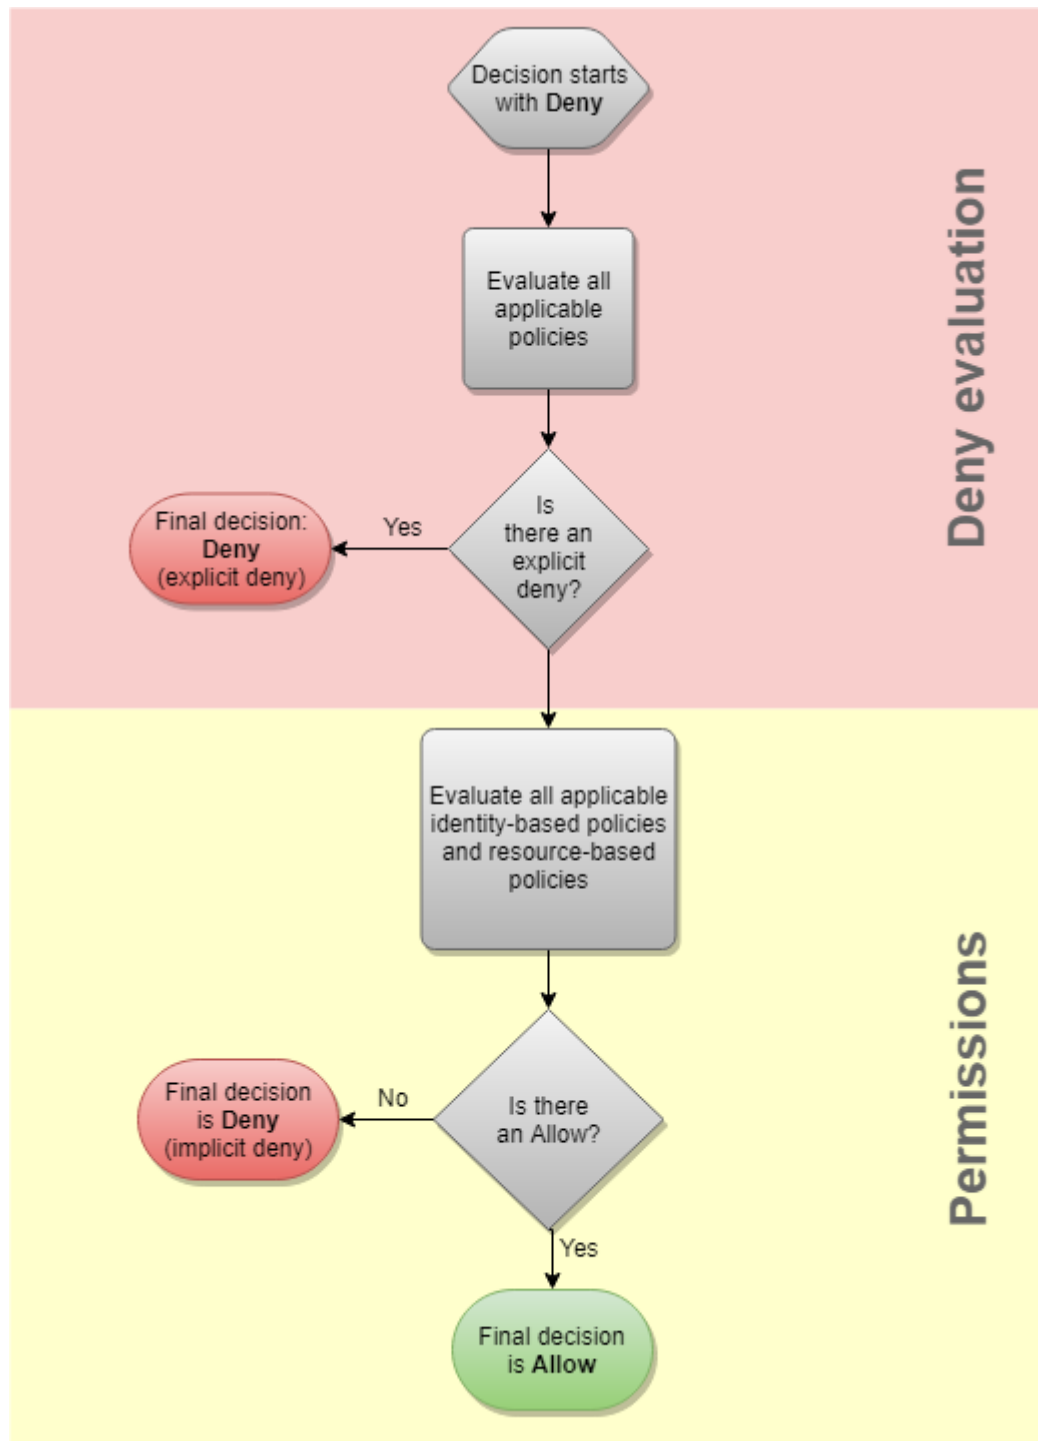 Decision starts
with Deny
Deny evaluation
Evaluate all
applicable
policies
Is
there an
explicit
deny?
Yes
Final decision:
Deny
(explicit deny)
Evaluate all applicable
identity-based policies
and resource-based
policies
Permissions
Is there
an Allow?
No
Final decision
is Deny
(implicit deny)
Yes
Final decision
is Allow